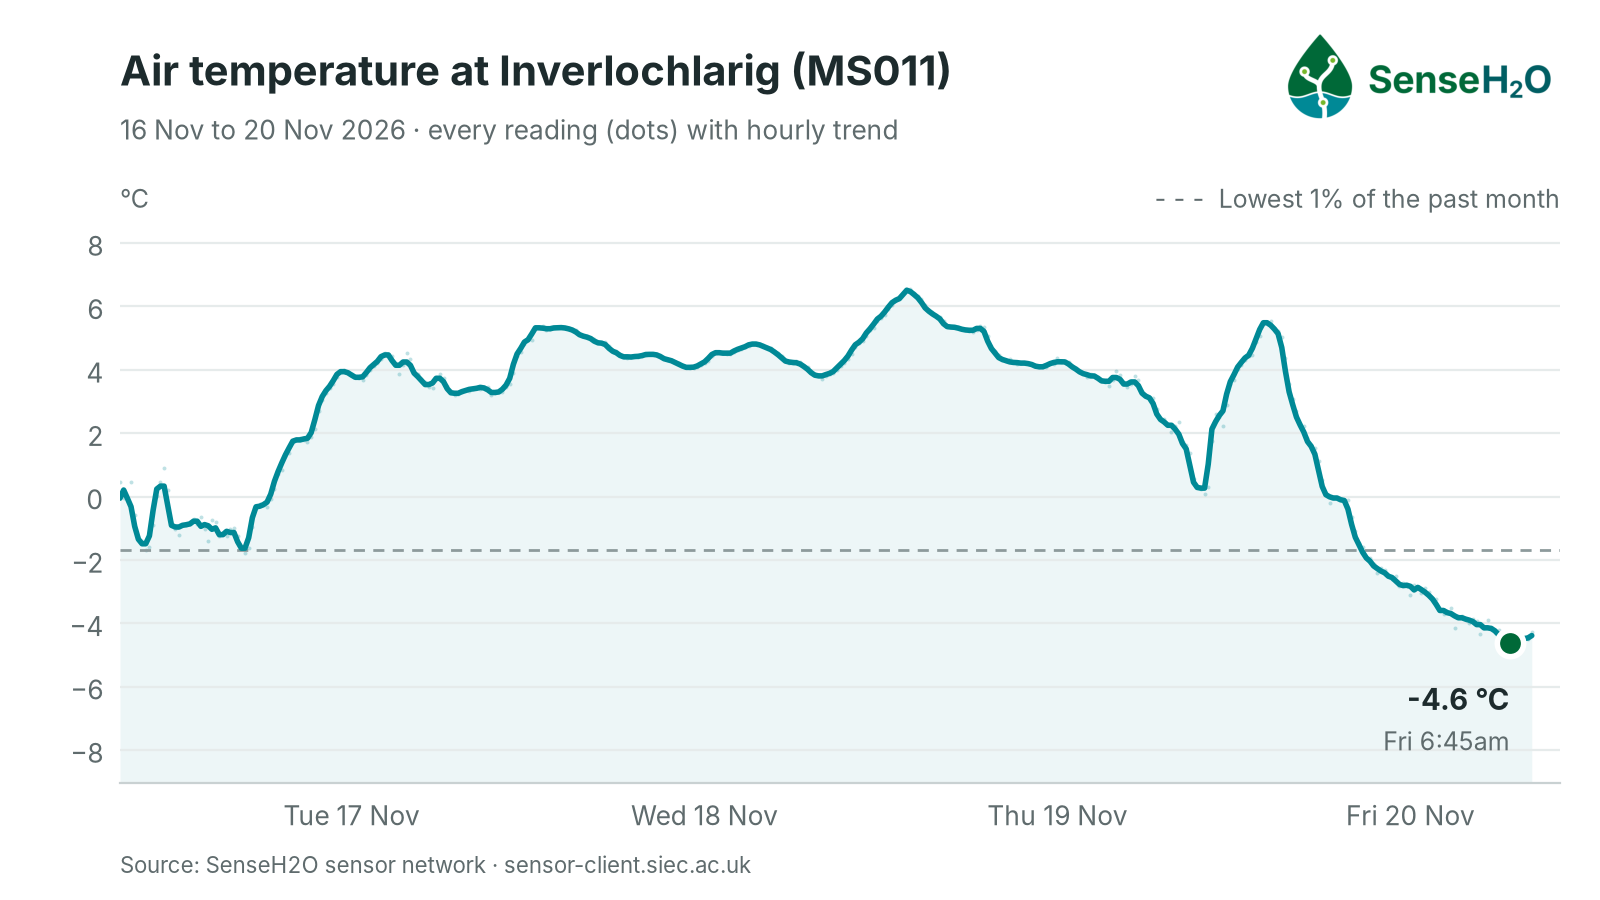 Air temperature at Inverlochlarig (MS011)
SenseH₂O
16 Nov to 20 Nov 2026 · every reading (dots) with hourly trend
°C
--- Lowest 1% of the past month
8
6
4
2
0
−2
−4
−6
−8
-4.6 °C
Fri 6:45am
Tue 17 Nov
Wed 18 Nov
Thu 19 Nov
Fri 20 Nov
Source: SenseH2O sensor network · sensor-client.siec.ac.uk